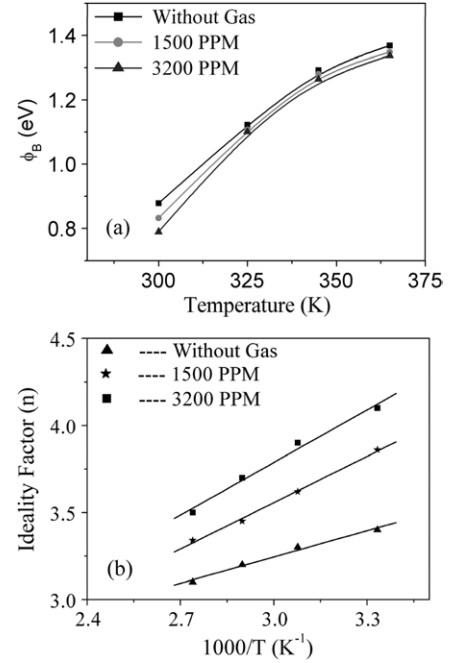 Without Gas
1500 PPM
3200 PPM
1.4
1.2
1.0
0.8
ϕB (eV)
(a)
300
325
350
375
Temperature (K)
4.5
4.0
3.5
3.0
Ideality Factor (n)
----- Without Gas
----- 1500 PPM
----- 3200 PPM
(b)
2.4
2.7
3.0
3.3
1000/T (K⁻¹)